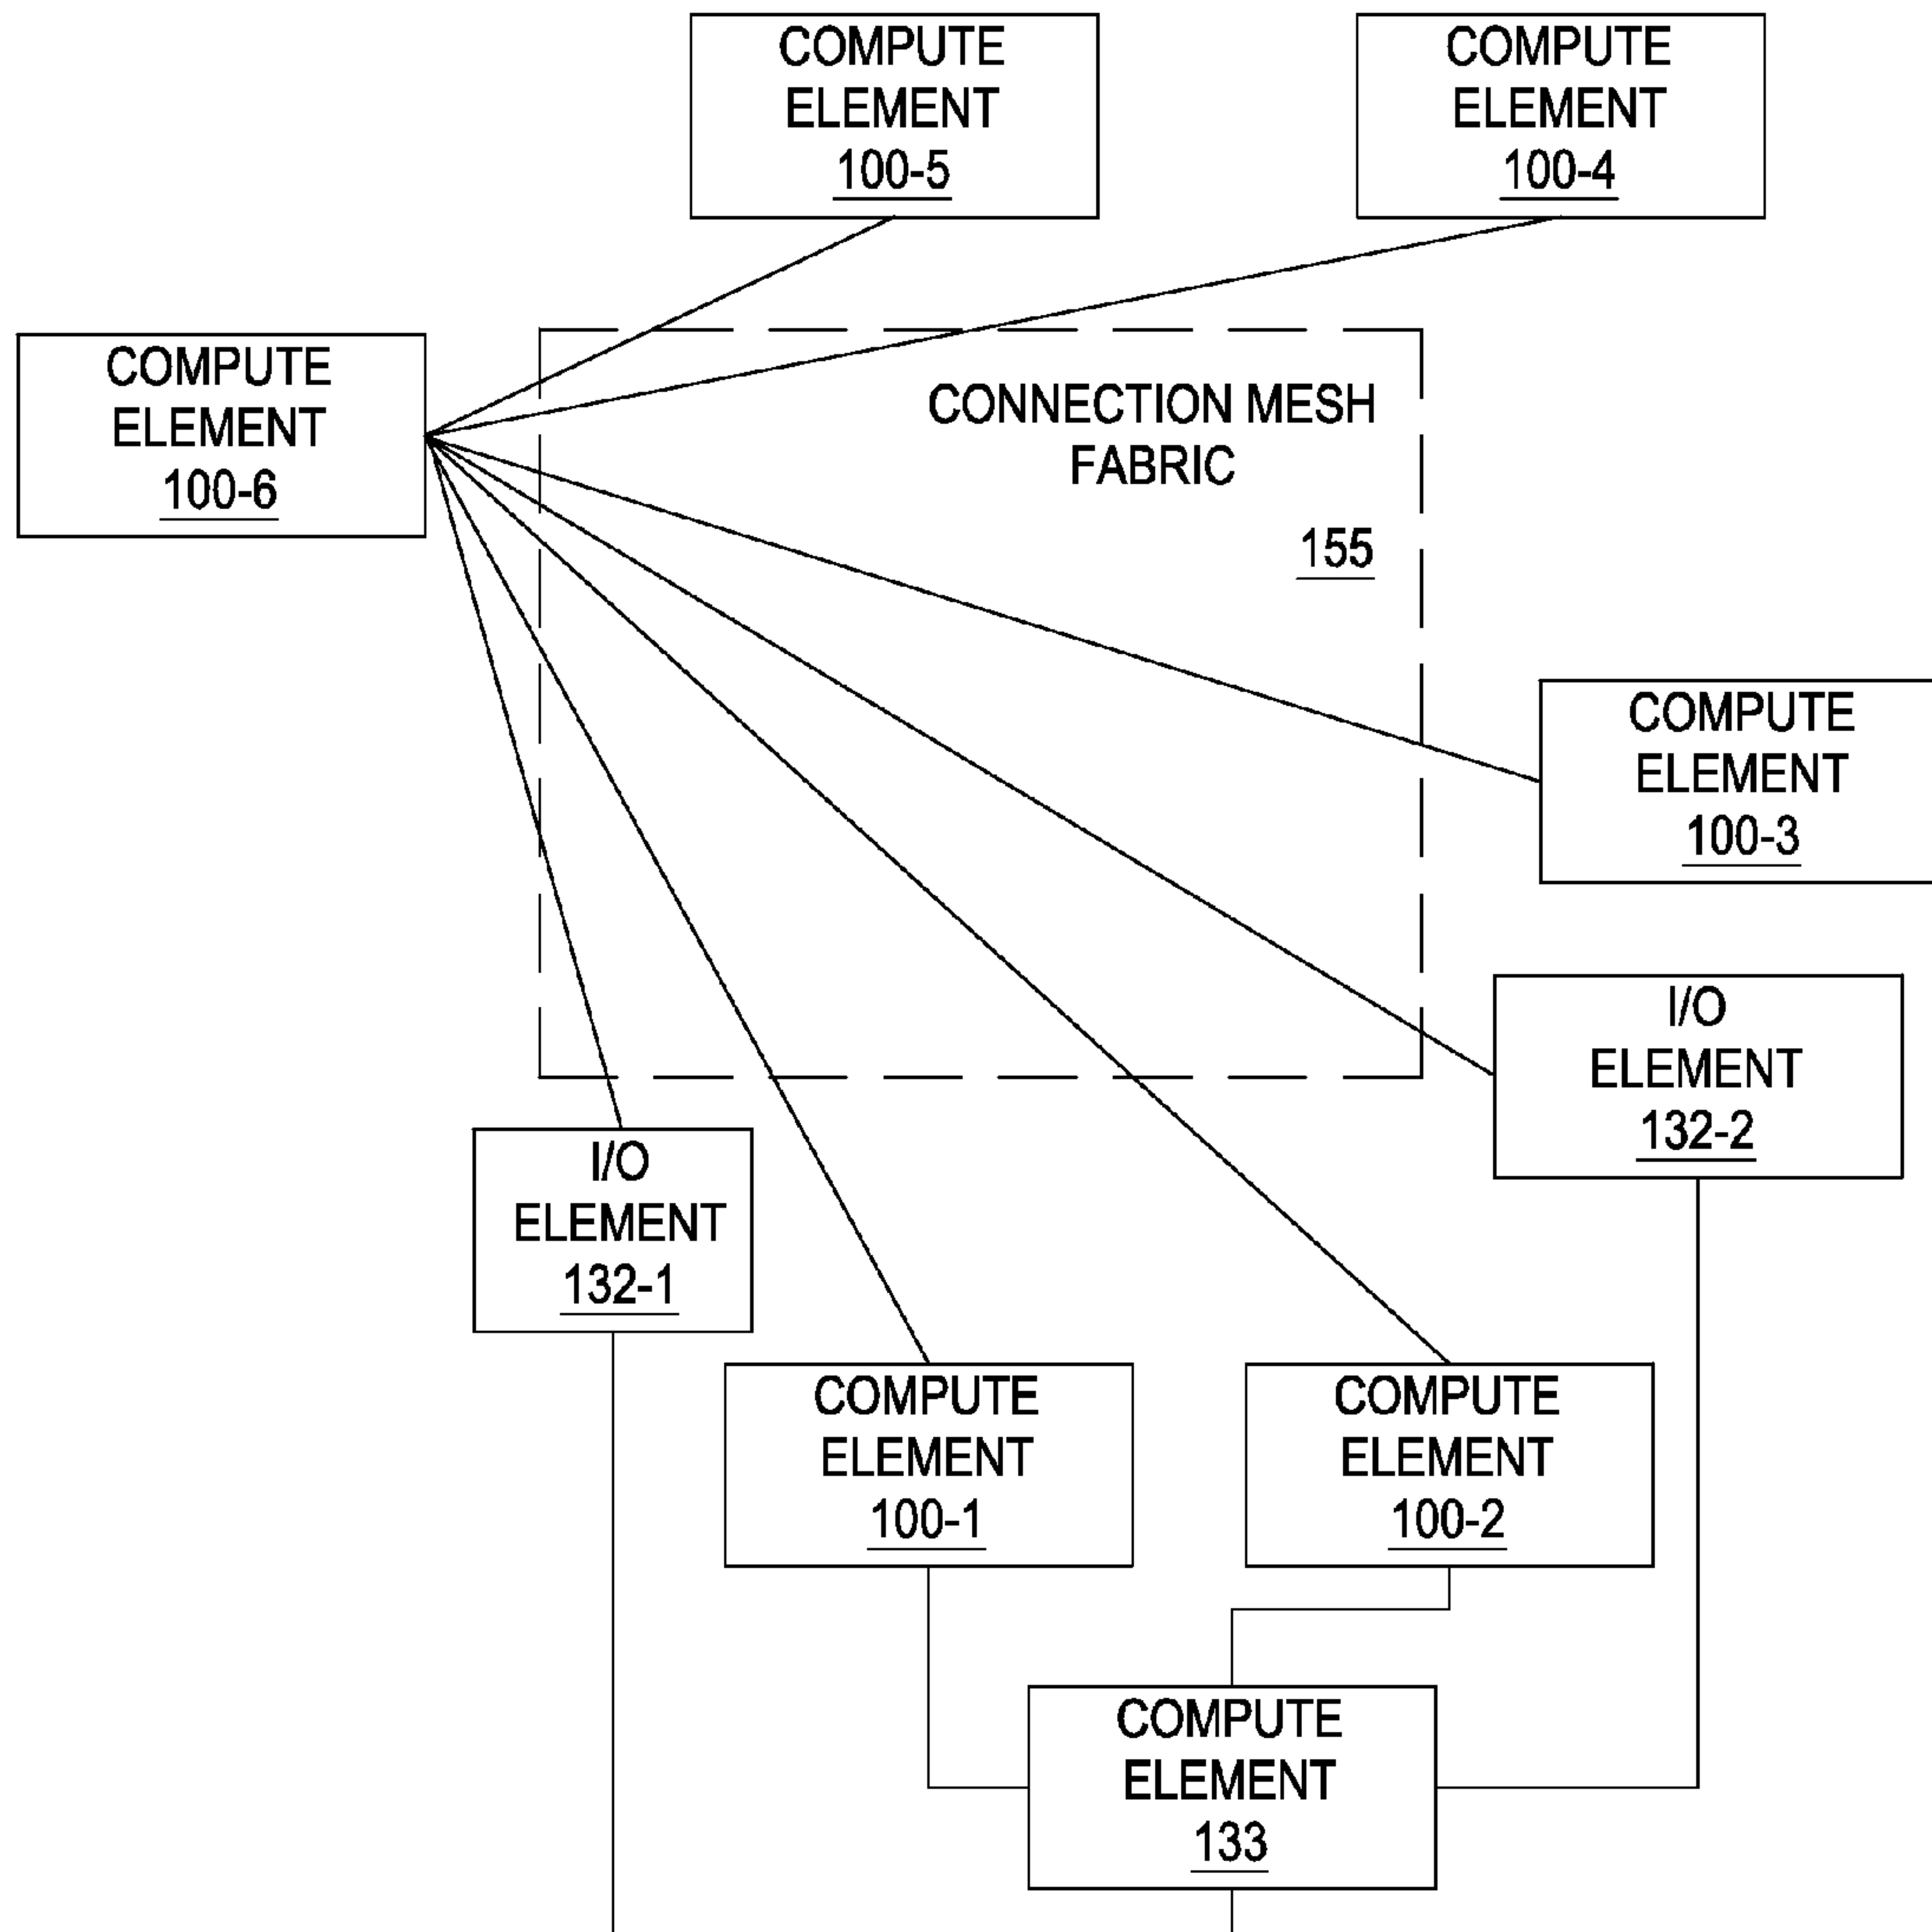 COMPUTE
ELEMENT
100-5
COMPUTE
ELEMENT
100-4
COMPUTE
ELEMENT
100-6
CONNECTION MESH
FABRIC
155
COMPUTE
ELEMENT
100-3
I/O
ELEMENT
132-2
I/O
ELEMENT
132-1
COMPUTE
ELEMENT
100-1
COMPUTE
ELEMENT
100-2
COMPUTE
ELEMENT
133